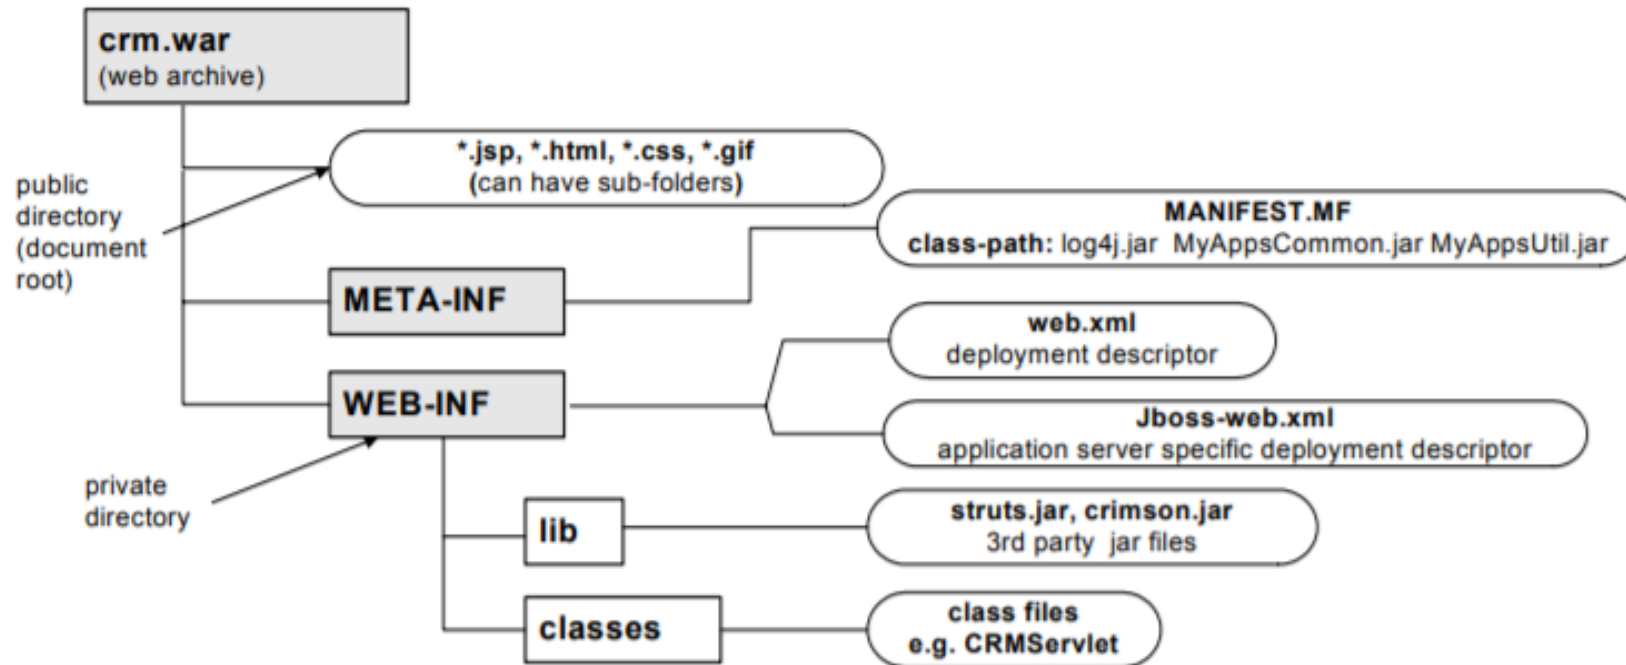 crm.war
(web archive)
*.jsp, *.html, *.css, *.gif
(can have sub-folders)
public
directory
(document
root)
MANIFEST.MF
class-path: log4j.jar MyAppsCommon.jar MyAppsUtil.jar
META-INF
web.xml
deployment descriptor
WEB-INF
Jboss-web.xml
application server specific deployment descriptor
private
directory
lib
struts.jar, crimson.jar
3rd party jar files
classes
class files
e.g. CRMServlet